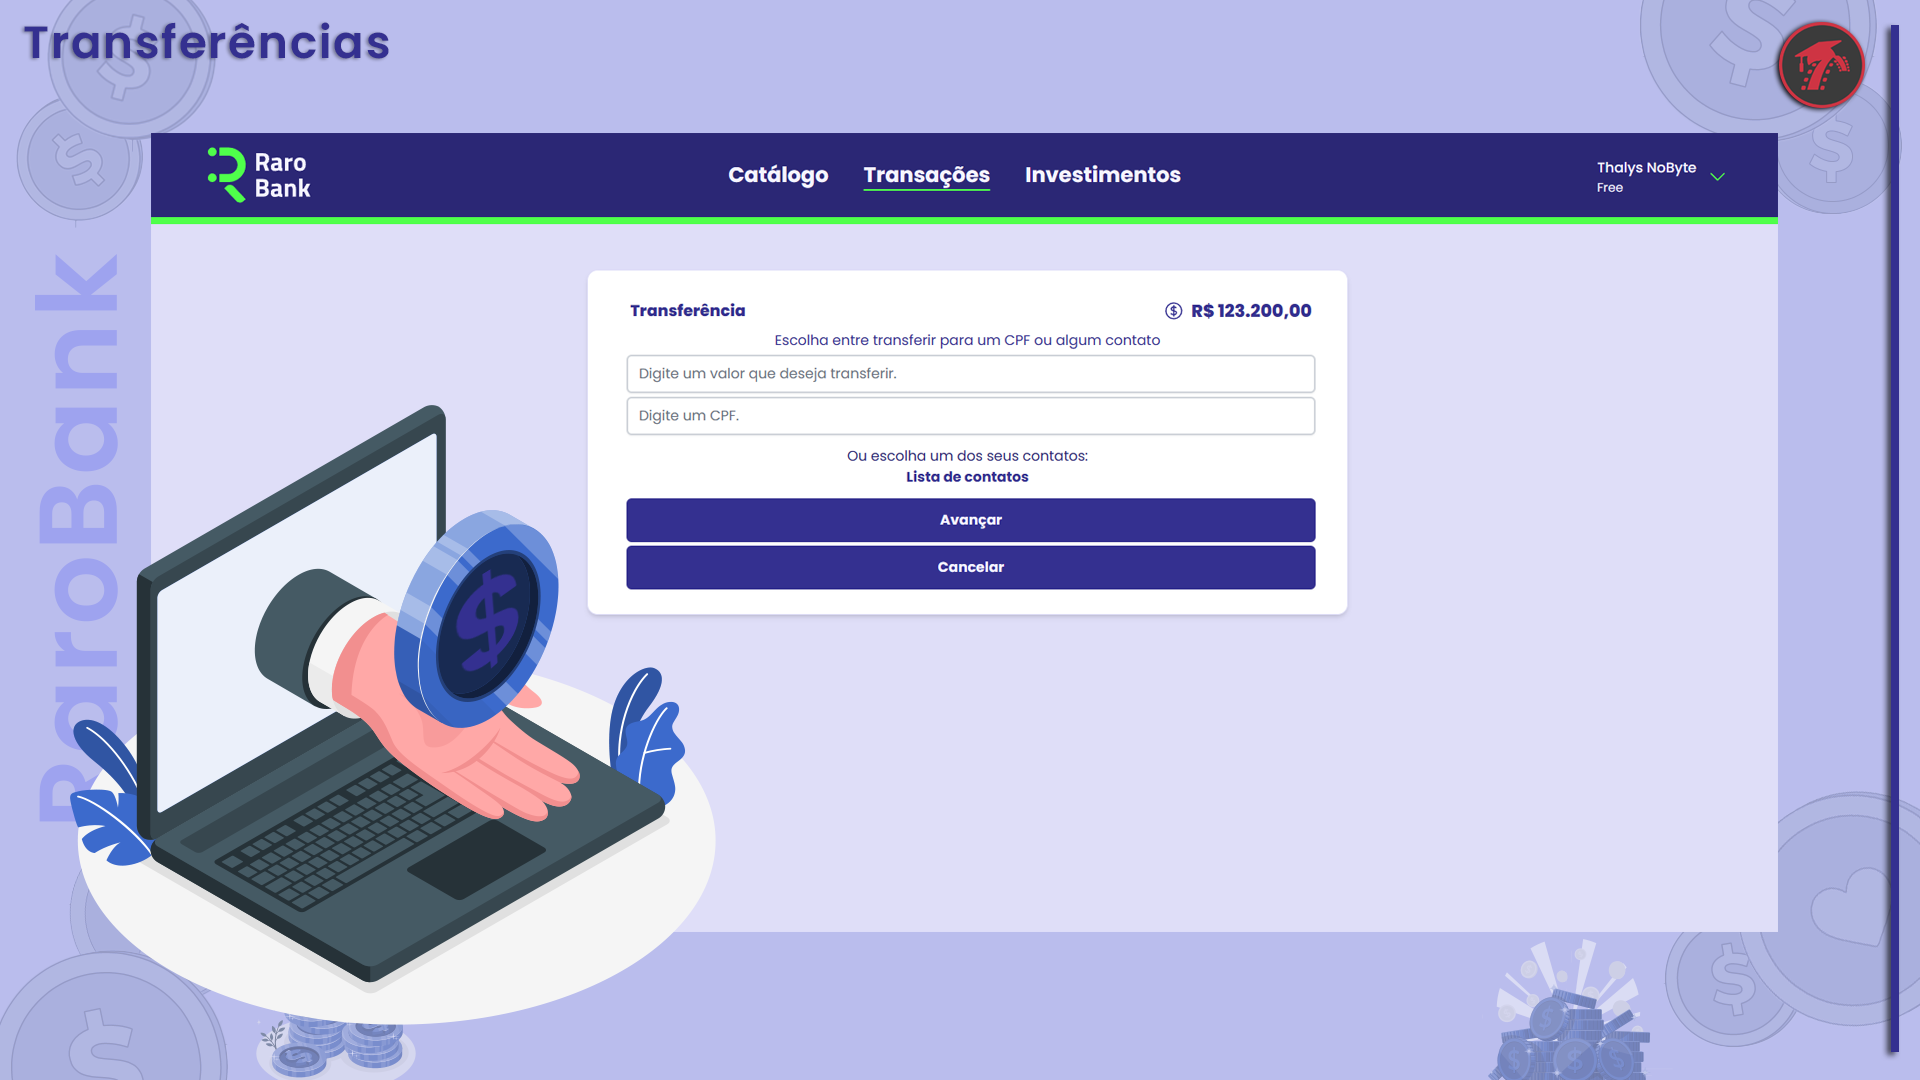 Transferências
RaroBank
Raro
Bank
Catálogo
Transações
Investimentos
Thalys NoByte
Free
Transferência
R$ 123.200,00
Escolha entre transferir para um CPF ou algum contato
Digite um valor que deseja transferir.
Digite um CPF.
Ou escolha um dos seus contatos:
Lista de contatos
Avançar
Cancelar